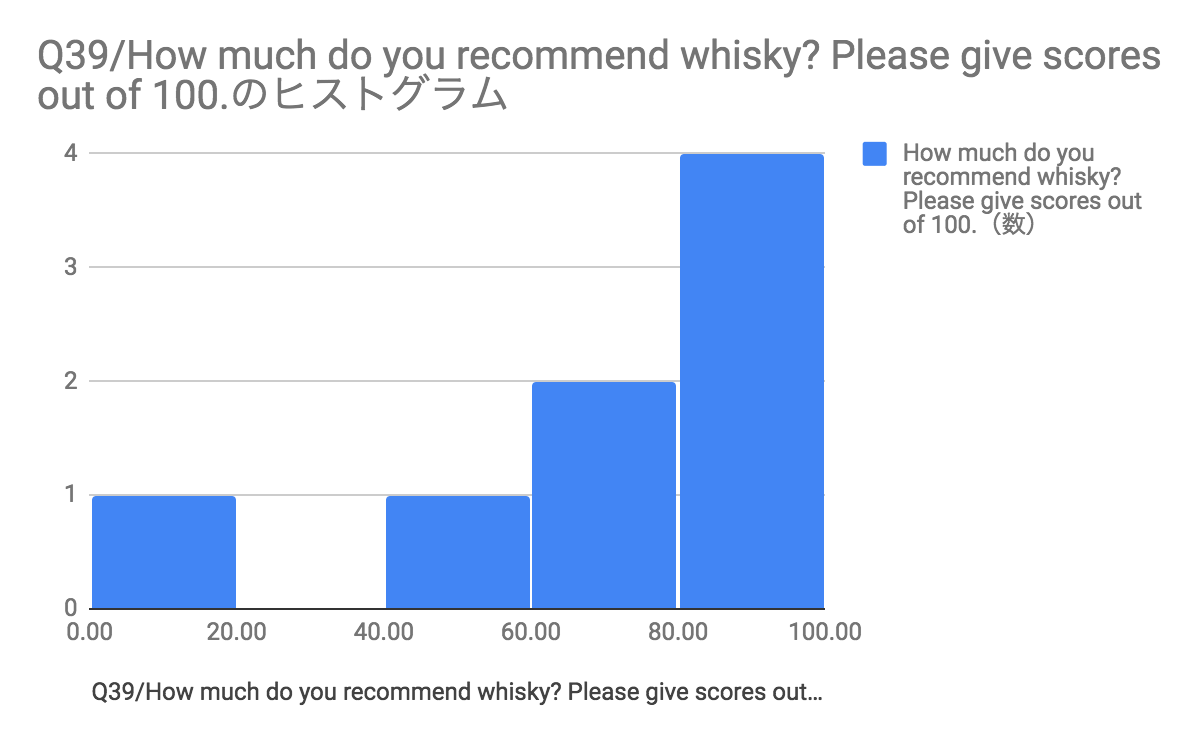 Q39/How much do you recommend whisky? Please give scores
out of 100.のヒストグラム
4
3
2
1
0
0.00 20.00 40.00 60.00 80.00 100.00
Q39/How much do you recommend whisky? Please give scores out...
How much do you
recommend whisky?
Please give scores out
of 100.（数）